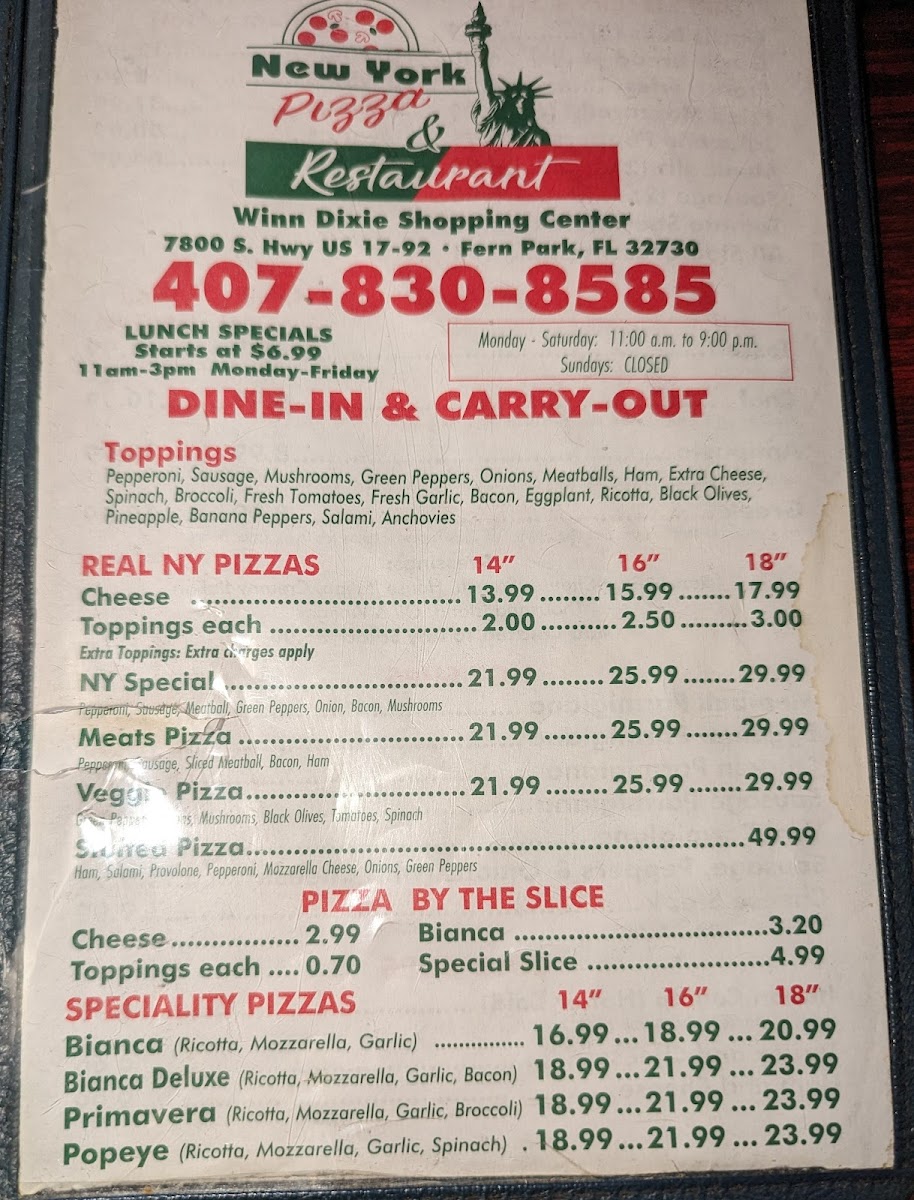 New York
Pizza
&
Restaurant
Winn Dixie Shopping Center
7800 S. Hwy US 17-92 • Fern Park, FL 32730
407-830-8585
LUNCH SPECIALS
Starts at $6.99
11am-3pm Monday-Friday
Monday - Saturday: 11:00 a.m. to 9:00 p.m.
Sundays: CLOSED
DINE-IN & CARRY-OUT
Toppings
Pepperoni, Sausage, Mushrooms, Green Peppers, Onions, Meatballs, Ham, Extra Cheese,
Spinach, Broccoli, Fresh Tomatoes, Fresh Garlic, Bacon, Eggplant, Ricotta, Black Olives,
Pineapple, Banana Peppers, Salami, Anchovies
REAL NY PIZZAS 14” 16” 18”
Cheese ................................ 13.99 ........ 15.99 ....... 17.99
Toppings each ......................... 2.00 .......... 2.50 ......... 3.00
Extra Toppings: Extra charges apply
NY Special ............................. 21.99 ........ 25.99 ....... 29.99
Pepperoni, Sausage, Meatball, Green Peppers, Onion, Bacon, Mushrooms
Meats Pizza ........................... 21.99 ........ 25.99 ....... 29.99
Pepperoni, Sausage, Sliced Meatball, Bacon, Ham
Veggie Pizza.......................... 21.99 ......... 25.99 ....... 29.99
Green Peppers, Mushrooms, Black Olives, Tomatoes, Spinach
Stuffed Pizza............................................................ 49.99
Ham, Salami, Provolone, Pepperoni, Mozzarella Cheese, Onions, Green Peppers
PIZZA BY THE SLICE
Cheese ................ 2.99 Bianca ............................... 3.20
Toppings each .... 0.70 Special Slice ...................... 4.99
SPECIALITY PIZZAS 14” 16” 18”
Bianca (Ricotta, Mozzarella, Garlic) ............... 16.99 ... 18.99 ... 20.99
Bianca Deluxe (Ricotta, Mozzarella, Garlic, Bacon) 18.99 ... 21.99 ... 23.99
Primavera (Ricotta, Mozzarella, Garlic, Broccoli) 18.99 ... 21.99 ... 23.99
Popeye (Ricotta, Mozzarella, Garlic, Spinach) . 18.99 ... 21.99 ... 23.99